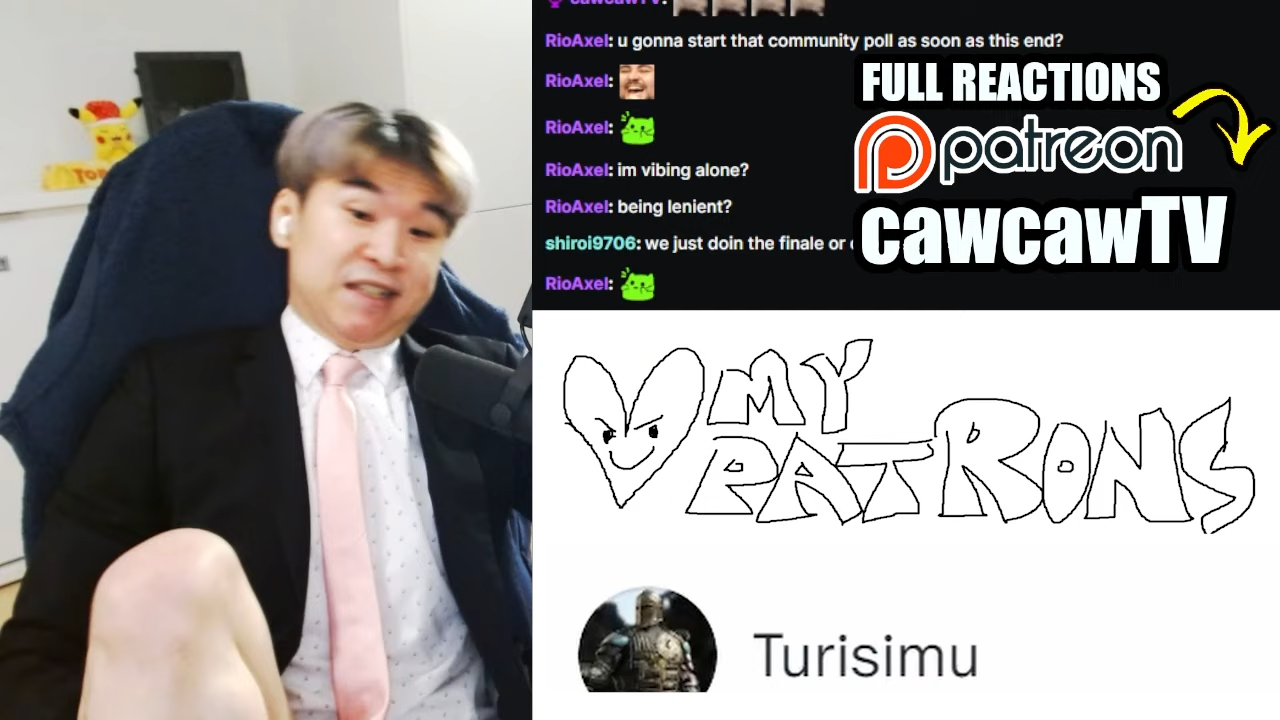 cawcawTV:
RioAxel: u gonna start that community poll as soon as this end?
RioAxel:
RioAxel:
RioAxel: im vibing alone?
RioAxel: being lenient?
shiroi9706: we just doin the finale or
RioAxel:
FULL REACTIONS
patreon
cawcawTV
MY
PATRONS
Turisimu